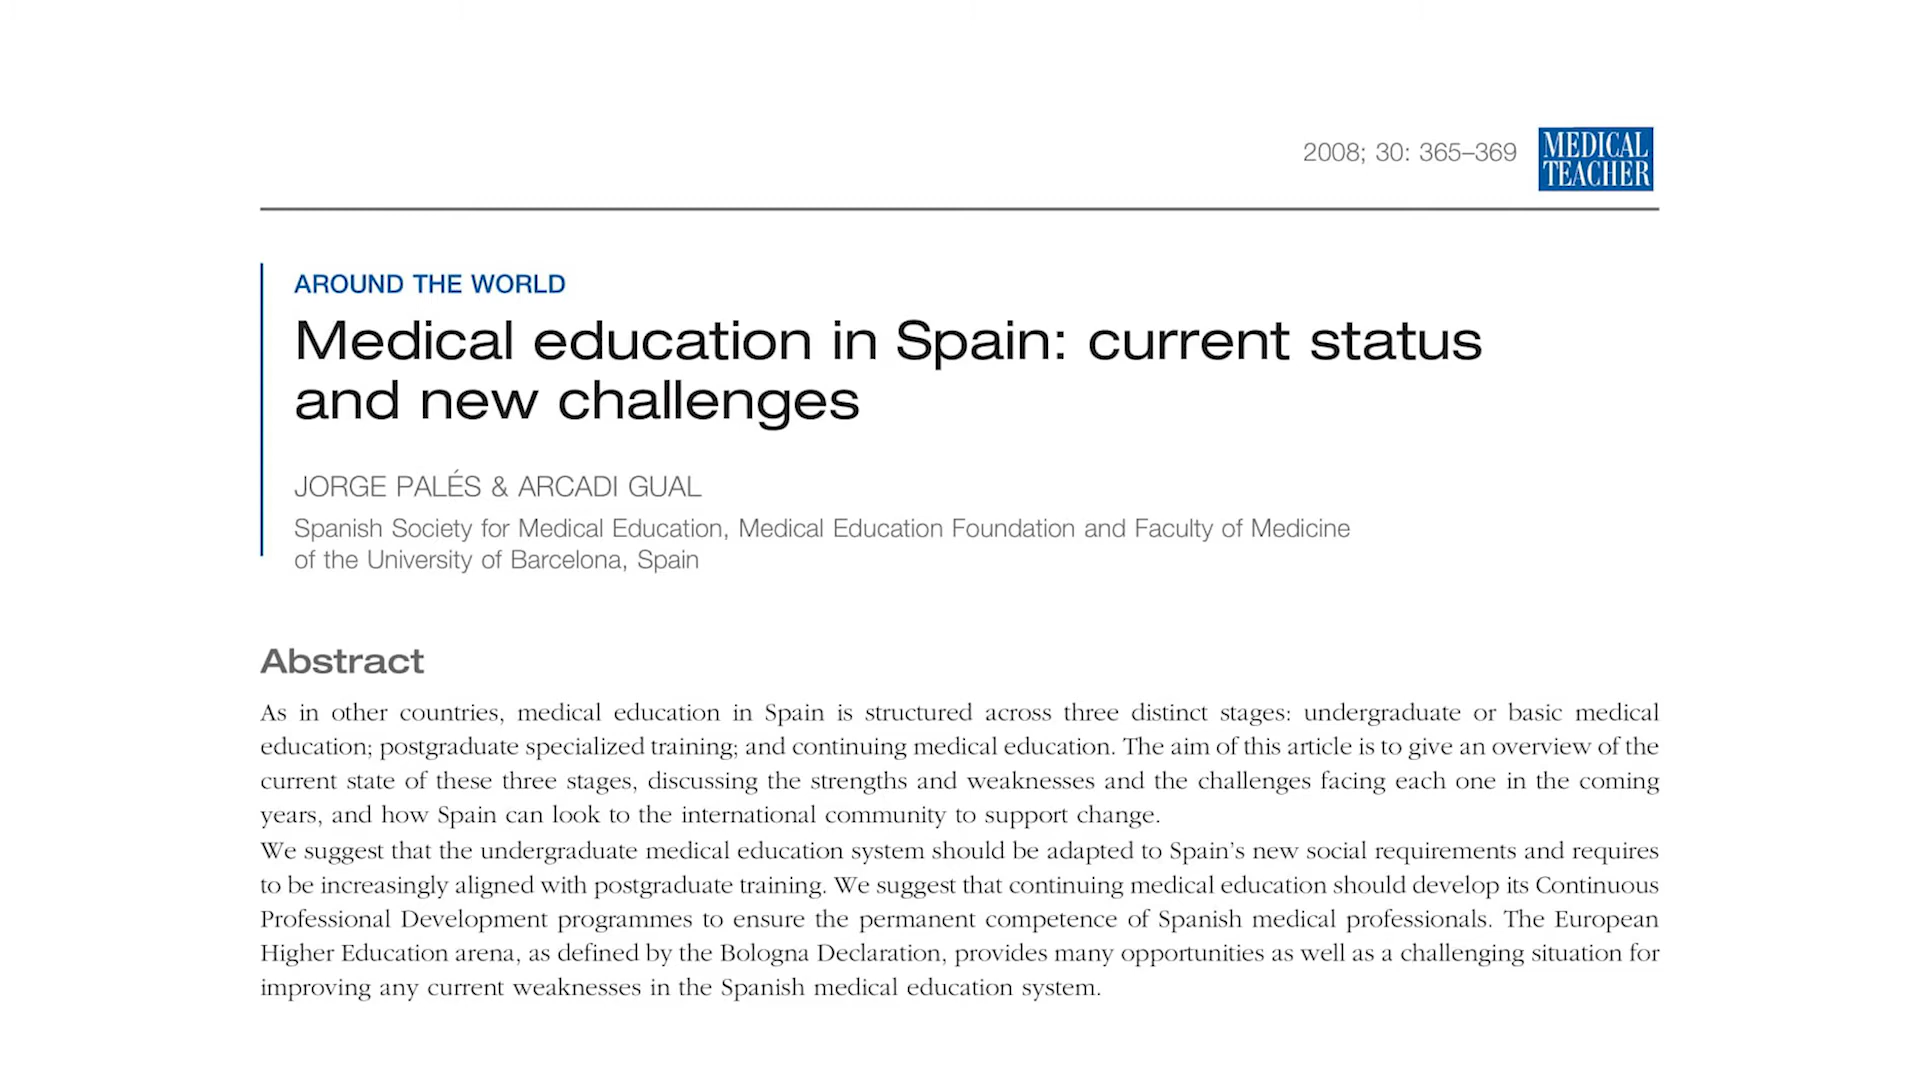 2008; 30: 365–369
MEDICAL
TEACHER
AROUND THE WORLD
Medical education in Spain: current status
and new challenges
JORGE PALÉS & ARCADI GUAL
Spanish Society for Medical Education, Medical Education Foundation and Faculty of Medicine
of the University of Barcelona, Spain
Abstract
As in other countries, medical education in Spain is structured across three distinct stages: undergraduate or basic medical
education; postgraduate specialized training; and continuing medical education. The aim of this article is to give an overview of the
current state of these three stages, discussing the strengths and weaknesses and the challenges facing each one in the coming
years, and how Spain can look to the international community to support change.
We suggest that the undergraduate medical education system should be adapted to Spain's new social requirements and requires
to be increasingly aligned with postgraduate training. We suggest that continuing medical education should develop its Continuous
Professional Development programmes to ensure the permanent competence of Spanish medical professionals. The European
Higher Education arena, as defined by the Bologna Declaration, provides many opportunities as well as a challenging situation for
improving any current weaknesses in the Spanish medical education system.